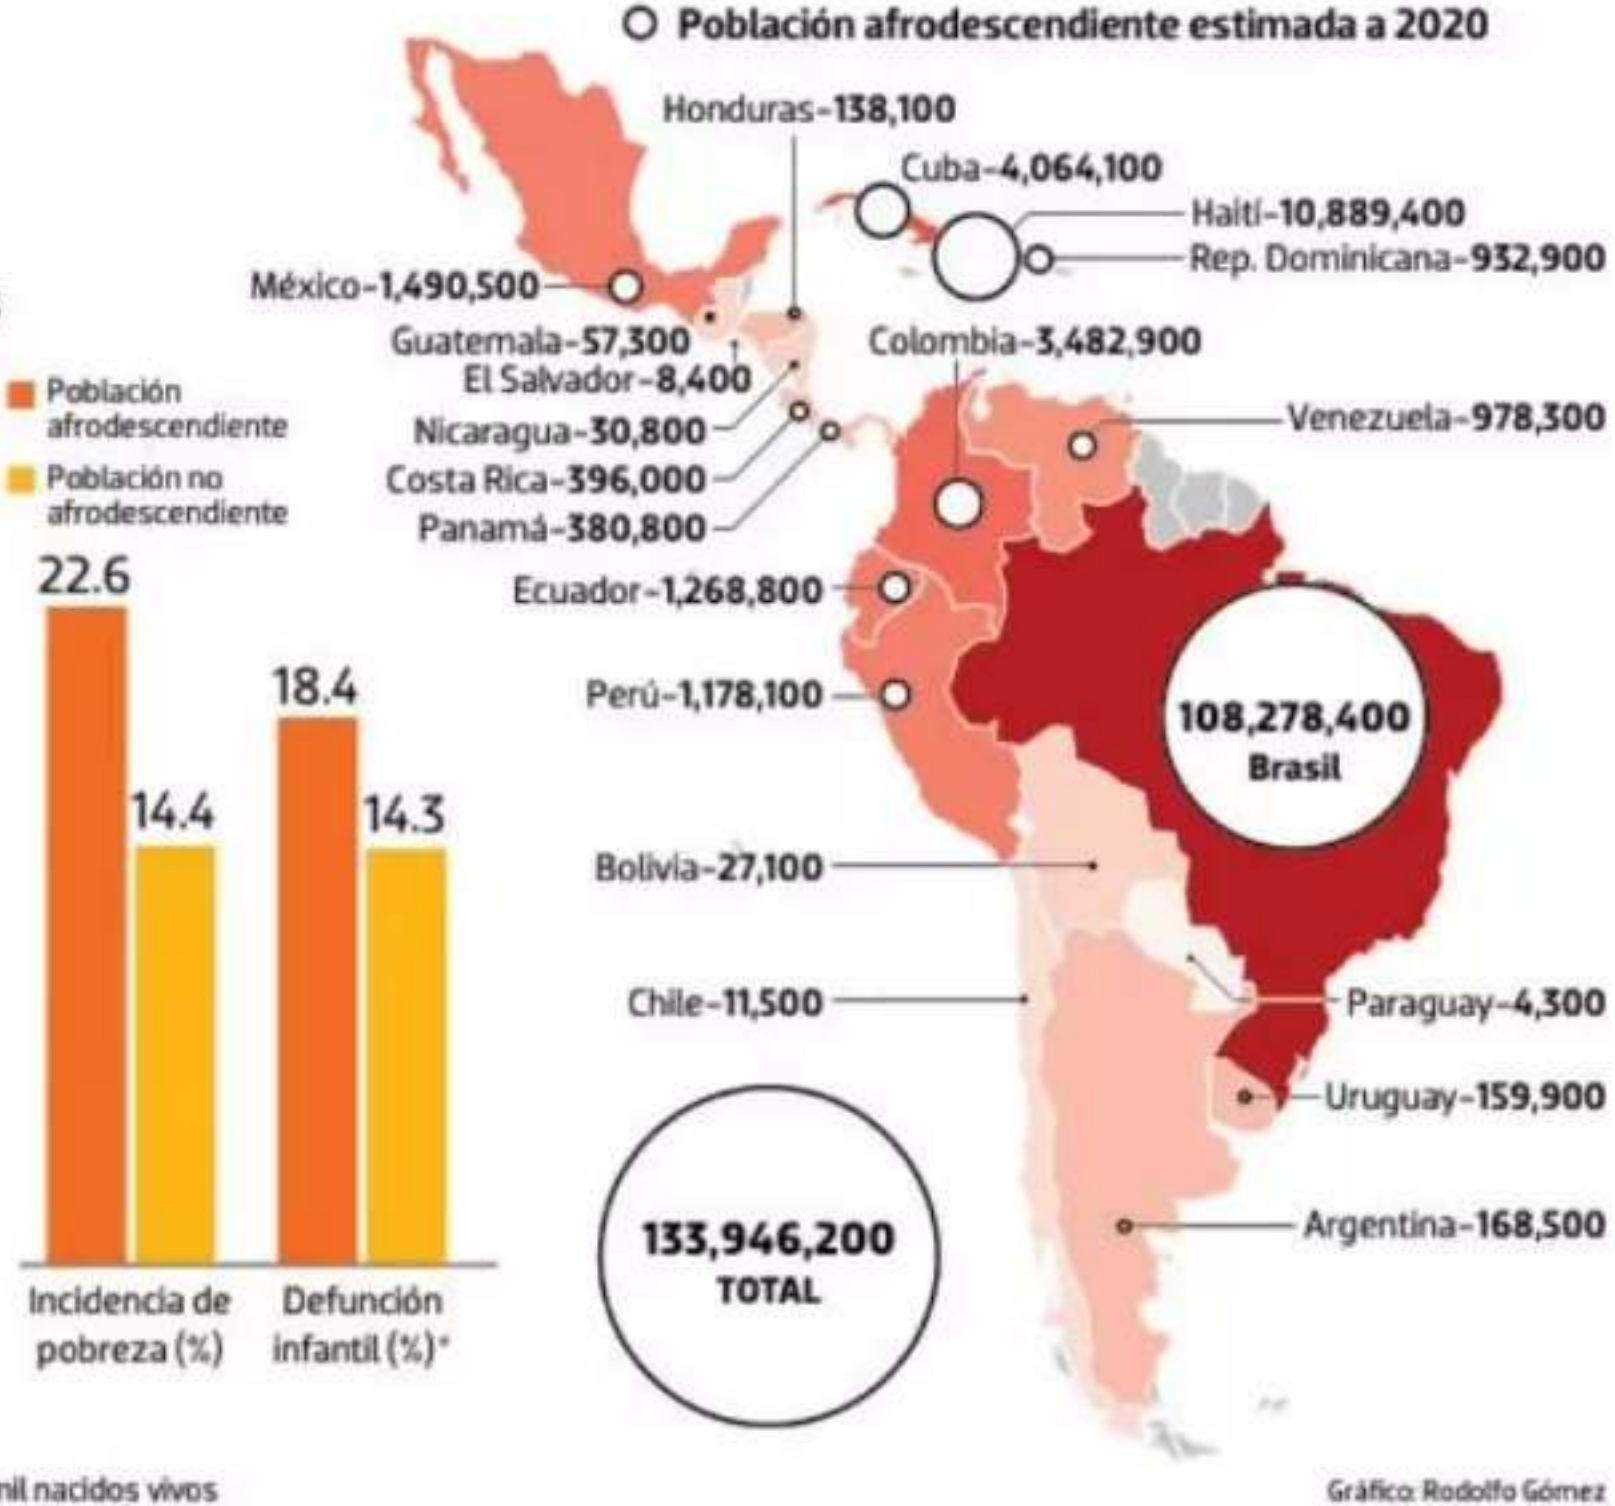 Población afrodescendiente estimada a 2020
Honduras-138,100
Cuba-4,064,100
Haití-10,889,400
Rep. Dominicana-932,900
México-1,490,500
Guatemala-57,300
El Salvador-8,400
Nicaragua-30,800
Costa Rica-396,000
Panamá-380,800
Colombia-3,482,900
Venezuela-978,300
Ecuador-1,268,800
Perú-1,178,100
108,278,400
Brasil
Bolivia-27,100
Chile-11,500
Paraguay-4,300
Uruguay-159,900
Argentina-168,500
133,946,200
TOTAL
Población
afrodescendiente
Población no
afrodescendiente
22.6
14.4
18.4
14.3
Incidencia de
pobreza (%)
Defunción
infantil (%)*
nacidos vivos
Gráfico: Rodolfo Gómez